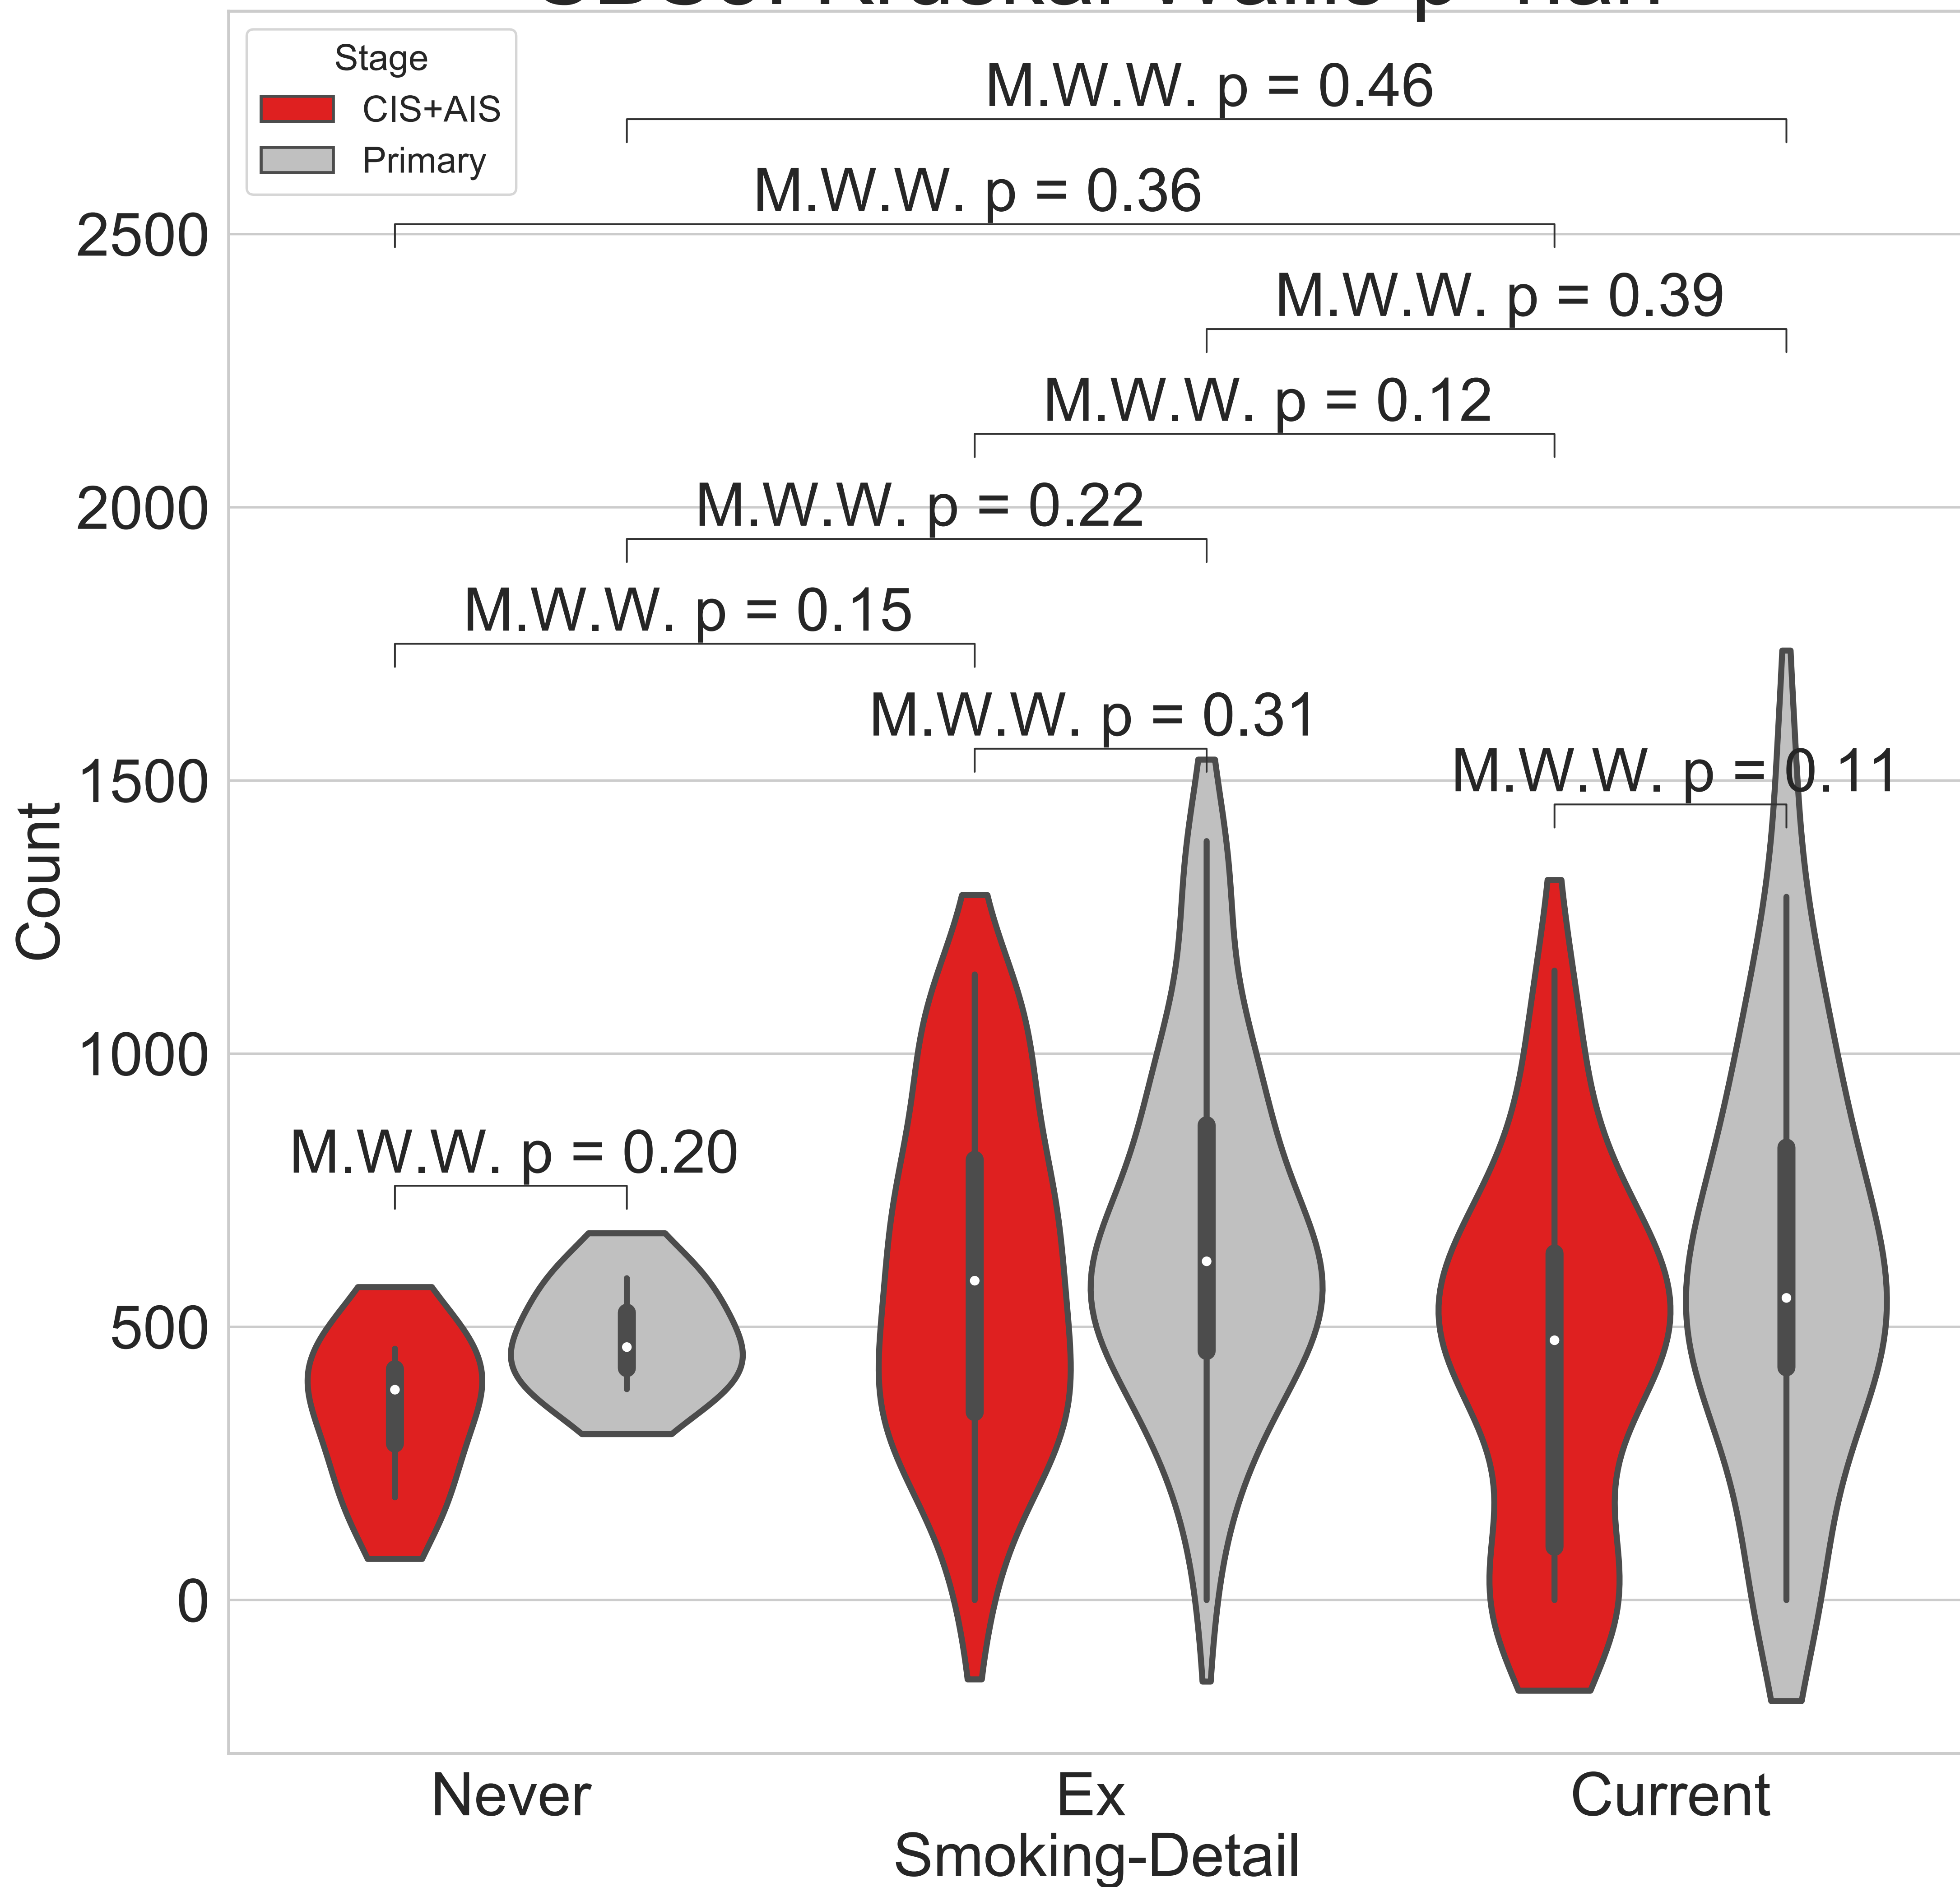 Stage
CIS+AIS
Primary
M.W.W. p = 0.46
M.W.W. p = 0.36
M.W.W. p = 0.39
M.W.W. p = 0.12
M.W.W. p = 0.22
M.W.W. p = 0.15
M.W.W. p = 0.31
M.W.W. p = 0.11
M.W.W. p = 0.20
2500
2000
1500
1000
500
0
Count
Never
Ex
Current
Smoking-Detail